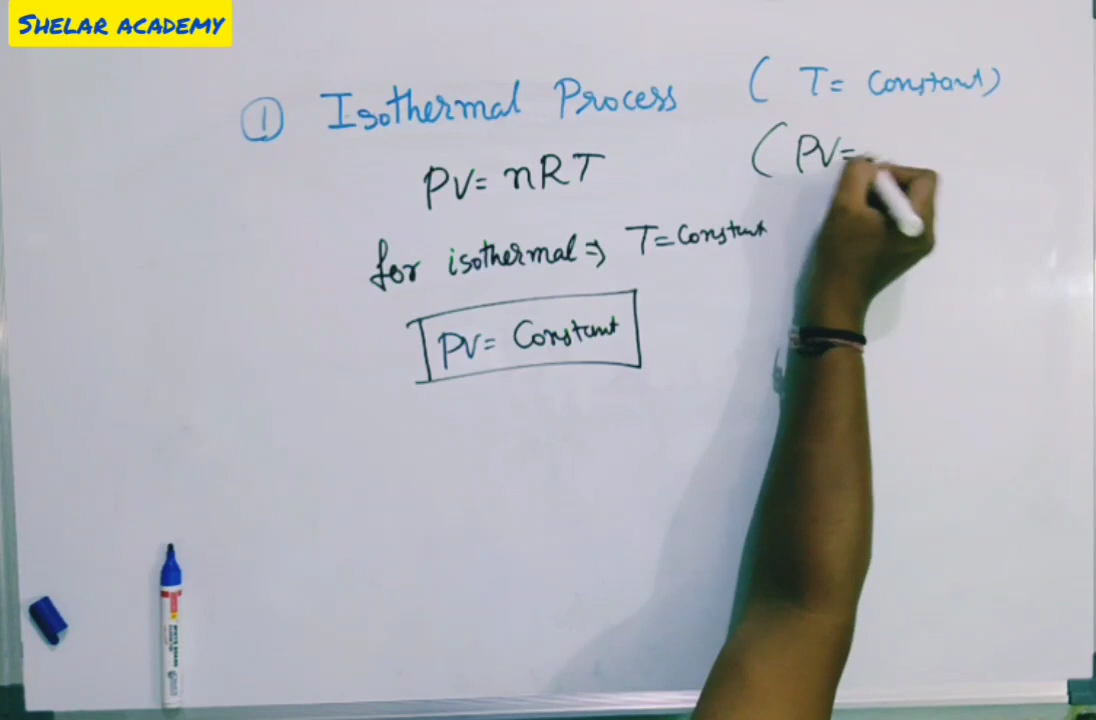 SHELAR ACADEMY
① Isothermal Process ( T= Constant)
PV= nRT ( PV=
for isothermal ⇒ T=Constant
PV= Constant